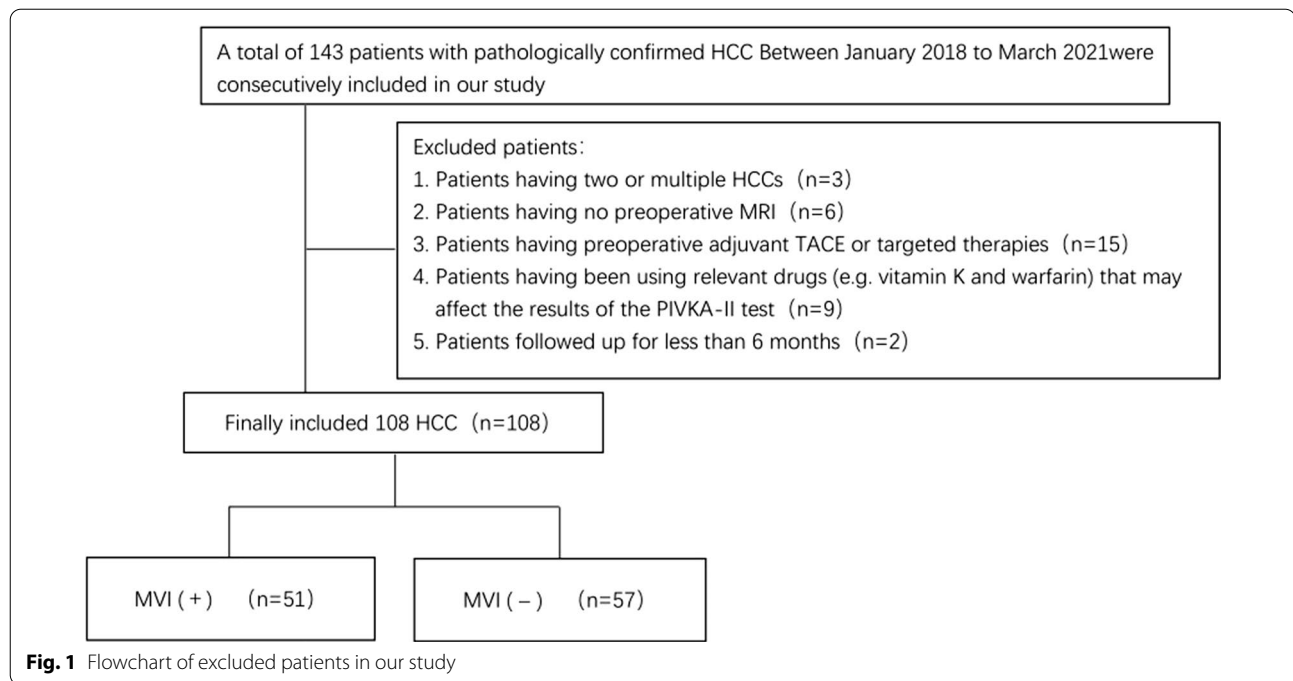 A total of 143 patients with pathologically confirmed HCC Between January 2018 to March 2021were
consecutively included in our study
Excluded patients:
1. Patients having two or multiple HCCs (n=3)
2. Patients having no preoperative MRI (n=6)
3. Patients having preoperative adjuvant TACE or targeted therapies (n=15)
4. Patients having been using relevant drugs (e.g. vitamin K and warfarin) that may
affect the results of the PIVKA-II test (n=9)
5. Patients followed up for less than 6 months (n=2)
Finally included 108 HCC (n=108)
MVI (+) (n=51)
MVI (−) (n=57)
Fig. 1 Flowchart of excluded patients in our study